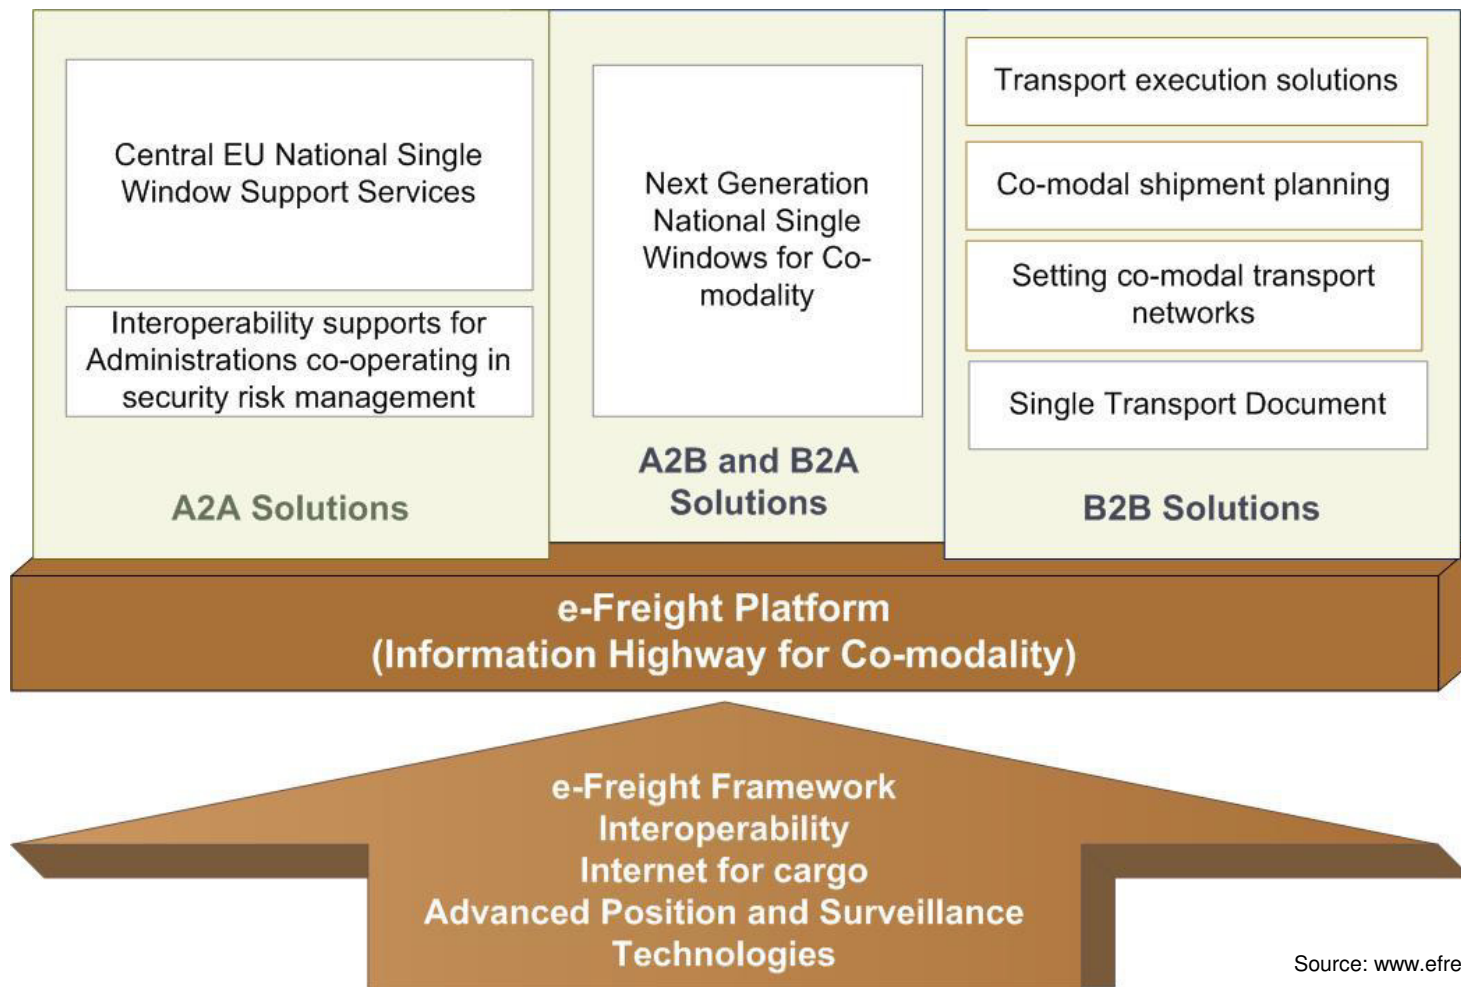 Central EU National Single
Window Support Services
Interoperability supports for
Administrations co-operating in
security risk management
A2A Solutions
Next Generation
National Single
Windows for Co-
modality
A2B and B2A
Solutions
Transport execution solutions
Co-modal shipment planning
Setting co-modal transport
networks
Single Transport Document
B2B Solutions
e-Freight Platform
(Information Highway for Co-modality)
e-Freight Framework
Interoperability
Internet for cargo
Advanced Position and Surveillance
Technologies
Source: www.efre